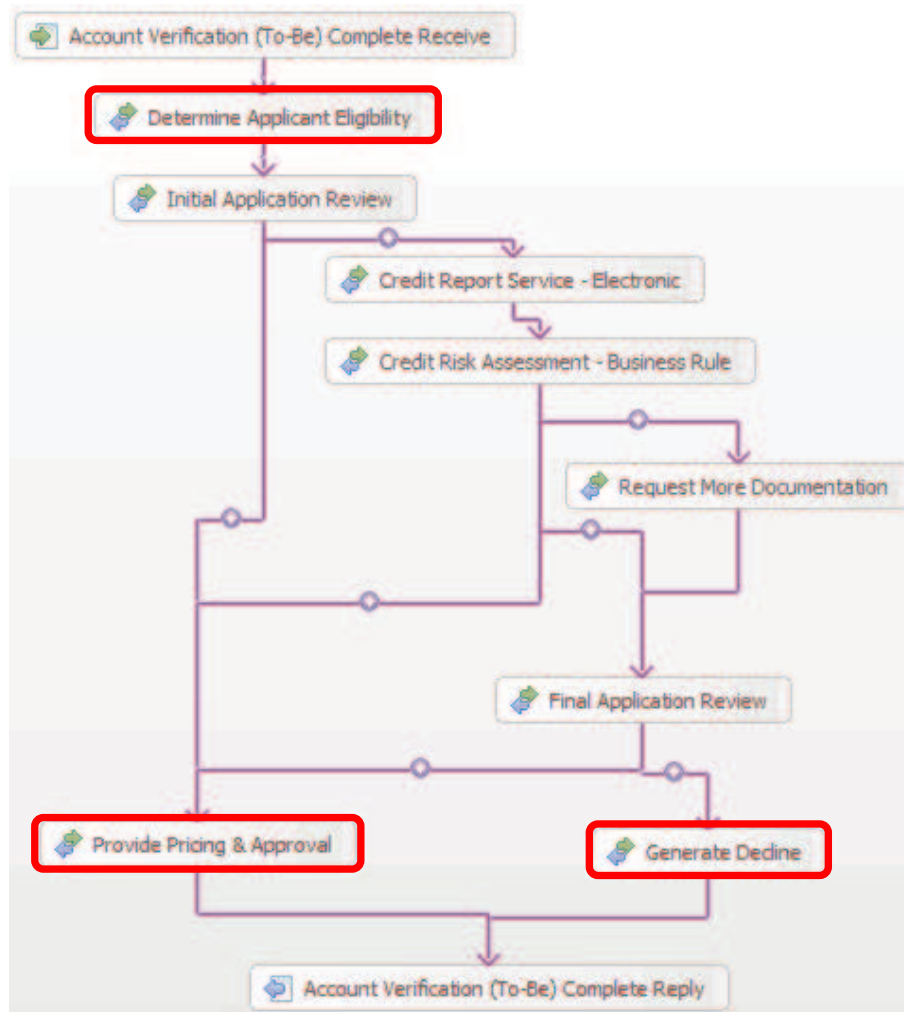 Account Verification (To-Be) Complete Receive
Determine Applicant Eligibility
Initial Application Review
Credit Report Service - Electronic
Credit Risk Assessment - Business Rule
Request More Documentation
Final Application Review
Provide Pricing & Approval
Generate Decline
Account Verification (To-Be) Complete Reply